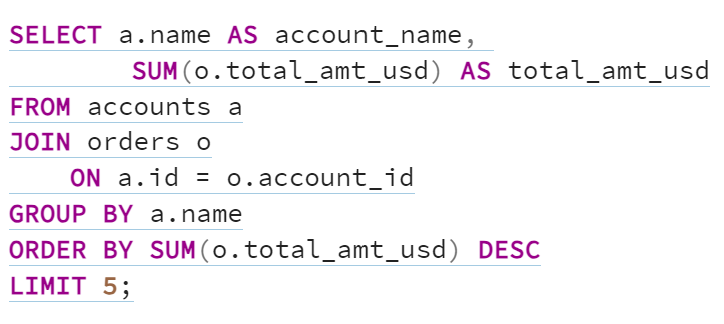 SELECT a.name AS account_name,
        SUM(o.total_amt_usd) AS total_amt_usd
FROM accounts a
JOIN orders o
    ON a.id = o.account_id
GROUP BY a.name
ORDER BY SUM(o.total_amt_usd) DESC
LIMIT 5;